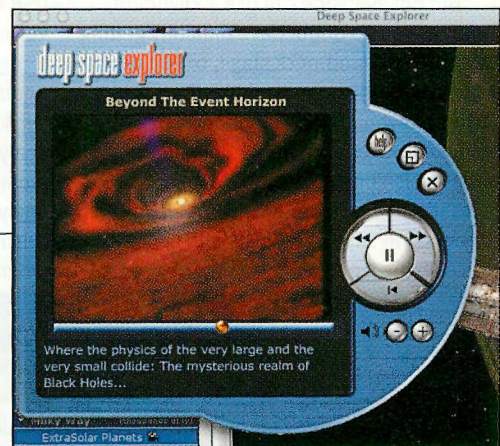 Deep Space Explorer
deep space explorer
Beyond The Event Horizon
help
Where the physics of the very large and the
very small collide: The mysterious realm of
Black Holes...
Milky Way
ExtraSolar Planets